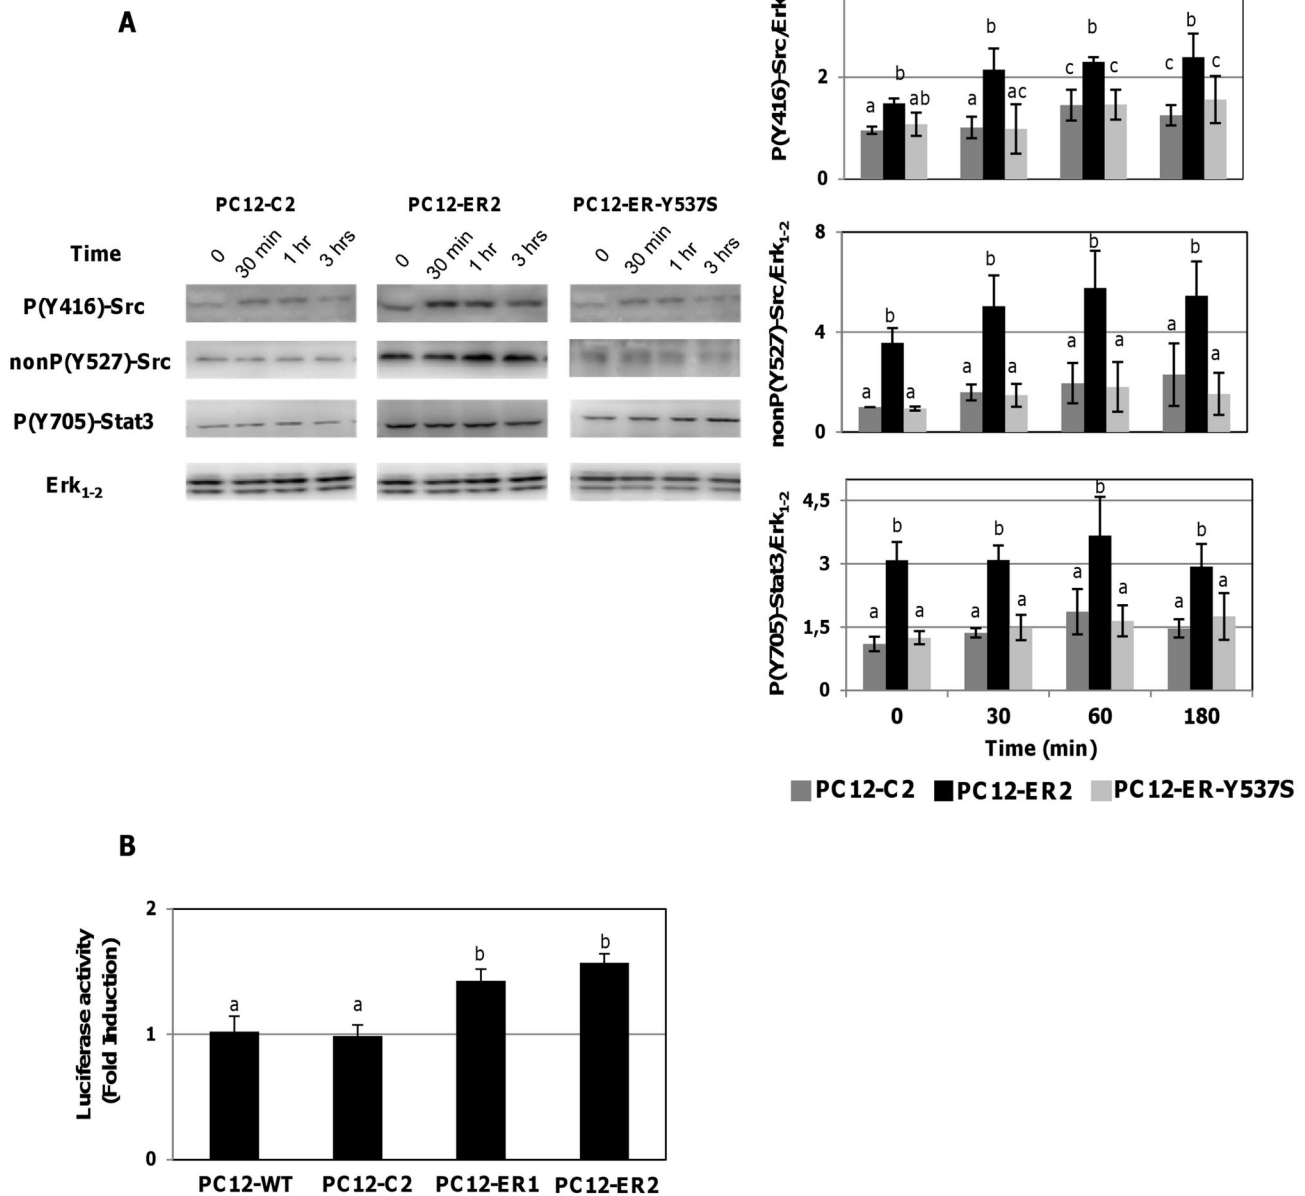 A
PC12-C2 PC12-ER2 PC12-ER-Y537S
Time 0 30 min 1 hr 3 hrs 0 30 min 1 hr 3 hrs 0 30 min 1 hr 3 hrs
P(Y416)-Src
nonP(Y527)-Src
P(Y705)-Stat3
Erk1-2
P(Y416)-Src/Erk
2
0
a b ab a b ac c b c c b c
nonP(Y527)-Src/Erk1-2
8
4
0
a b a a b a a b a a b a
P(Y705)-Stat3/Erk1-2
4,5
3
1,5
0
a b a a b a a b a a b a
0 30 60 180
Time (min)
PC12-C2 PC12-ER2 PC12-ER-Y537S
B
Luciferase activity
(Fold Induction)
2
1
0
a a b b
PC12-WT PC12-C2 PC12-ER1 PC12-ER2